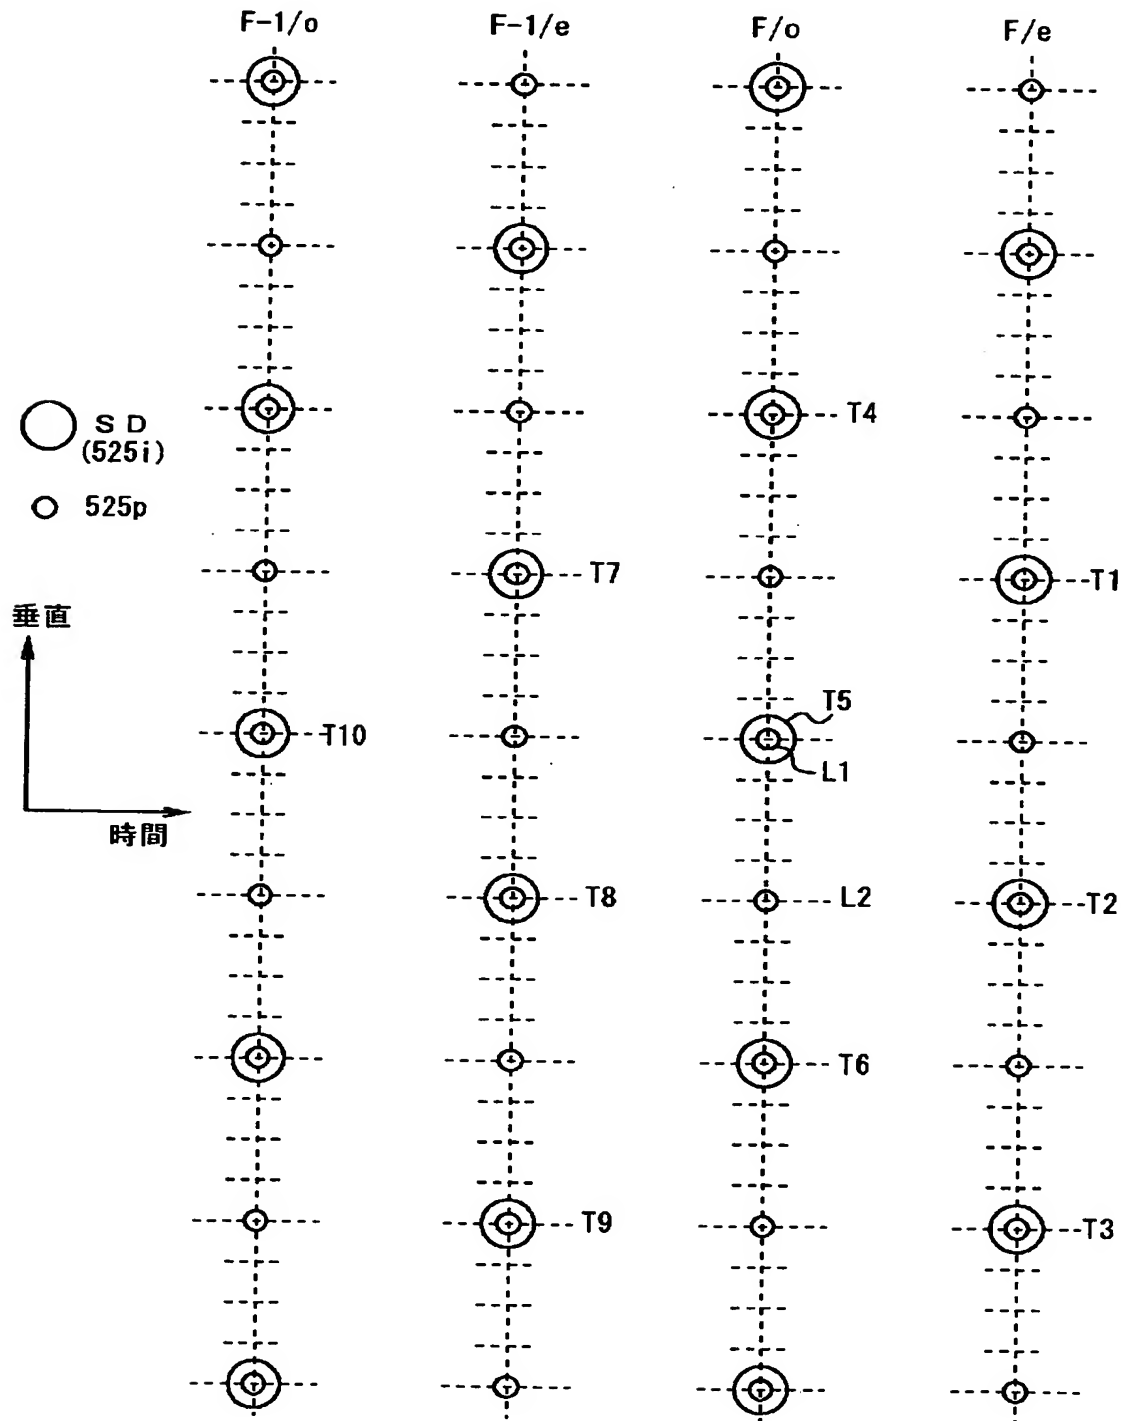 F-1/o
F-1/e
F/o
F/e
SD
(525i)
525p
垂直
時間
T4
T7
T1
T10
T5
L1
T8
L2
T2
T6
T9
T3